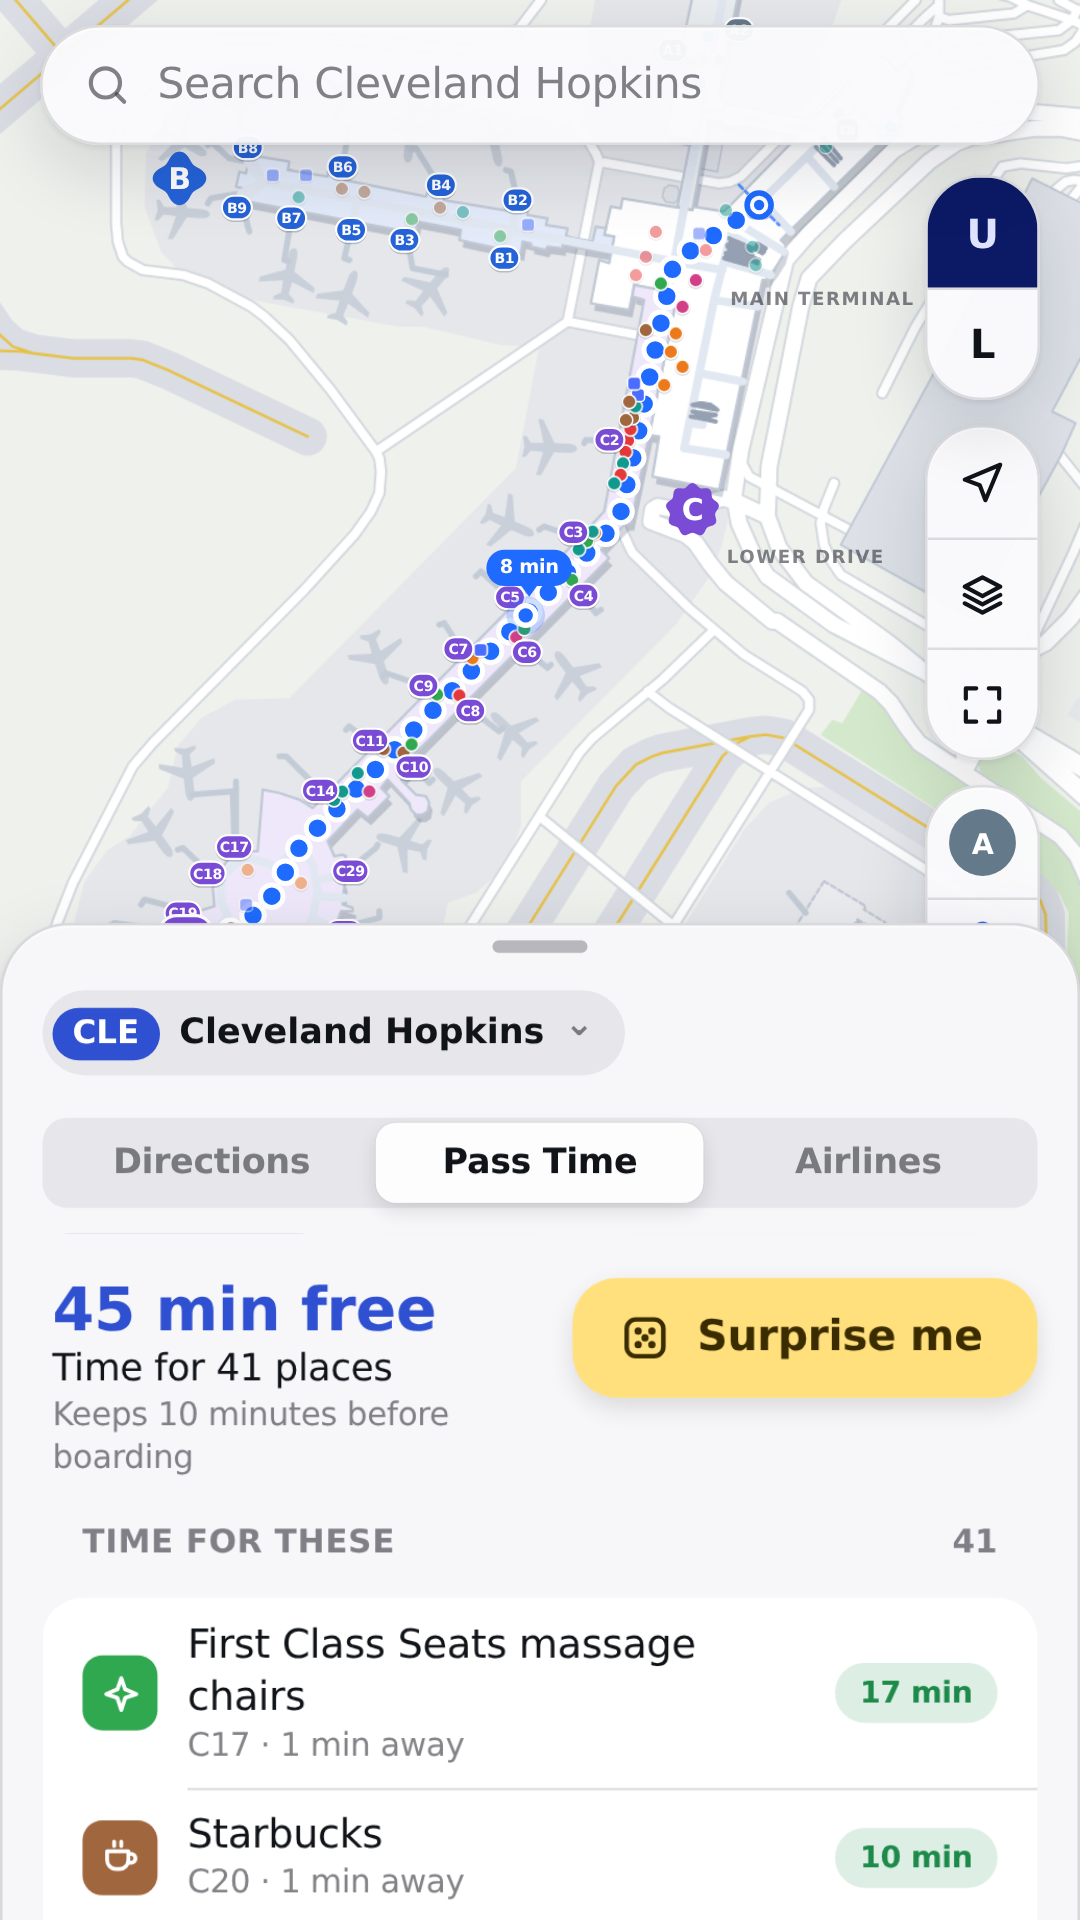 Search Cleveland Hopkins
B8
B
B6
B4
B2
B9
B7
B5
B3
B1
U
MAIN TERMINAL
L
C2
C
C3
LOWER DRIVE
8 min
C5
C4
C7
C6
C9
C8
C11
C10
C14
A
C17
C18
C29
C19
CLE Cleveland Hopkins
Directions Pass Time Airlines
45 min free
Surprise me
Time for 41 places
Keeps 10 minutes before
boarding
TIME FOR THESE 41
First Class Seats massage
chairs
17 min
C17 · 1 min away
Starbucks
10 min
C20 · 1 min away